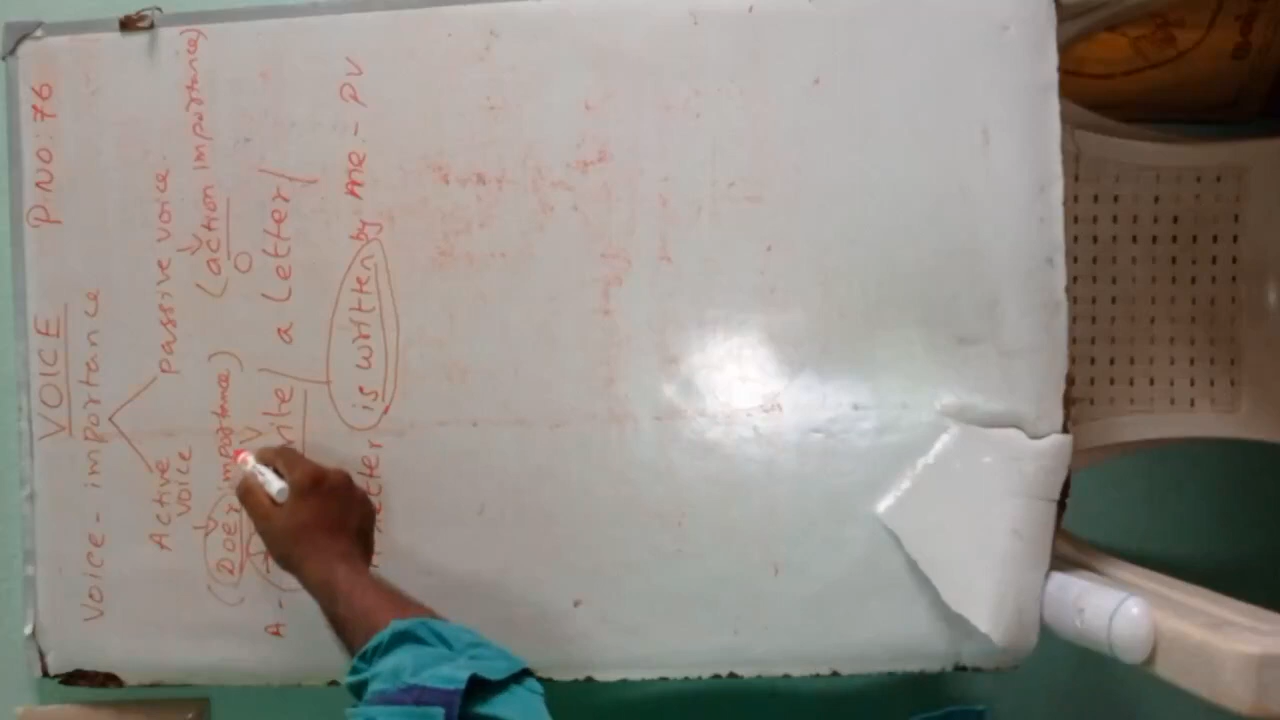 VOICE P.NO: 76
Voice - importance
Active voice passive voice.
(Doer importance) (action importance)
V O
A - write a Letter
Letter is written by me. - PV